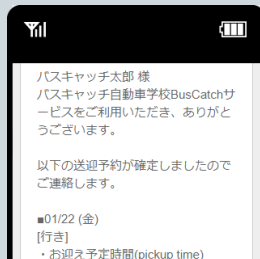 バスキャッチ太郎 様
バスキャッチ自動車学校BusCatchサ
ービスをご利用いただき、ありがと
うございます。
以下の送迎予約が確定しましたので
ご連絡します。
■01/22 (金)
[行き]
・お迎え予定時間(pickup time)